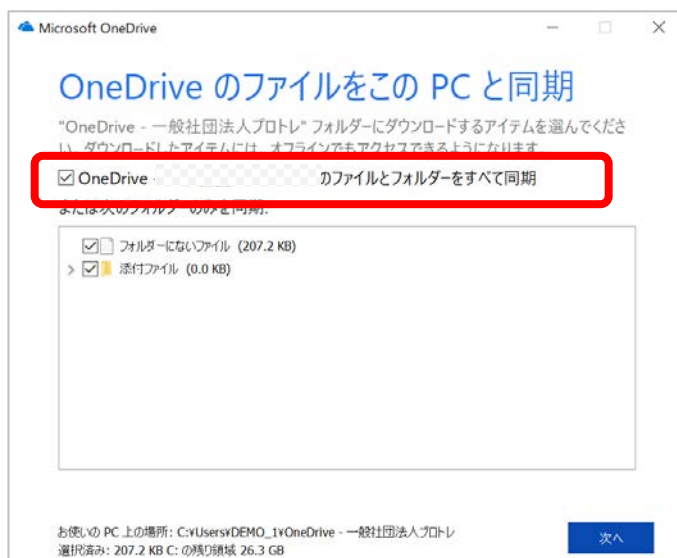 Microsoft OneDrive
OneDrive のファイルをこの PC と同期
"OneDrive - 一般社団法人プロトレ" フォルダーにダウンロードするアイテムを選んでくださ
い。ダウンロードしたアイテムには、オフラインでもアクセスできるようになります。
OneDrive - のファイルとフォルダーをすべて同期
または次のフォルダーのみを同期:
フォルダーにないファイル (207.2 KB)
添付ファイル (0.0 KB)
お使いの PC 上の場所: C:¥Users¥DEMO_1¥OneDrive - 一般社団法人プロトレ
選択済み: 207.2 KB C: の残り領域 26.3 GB
次へ